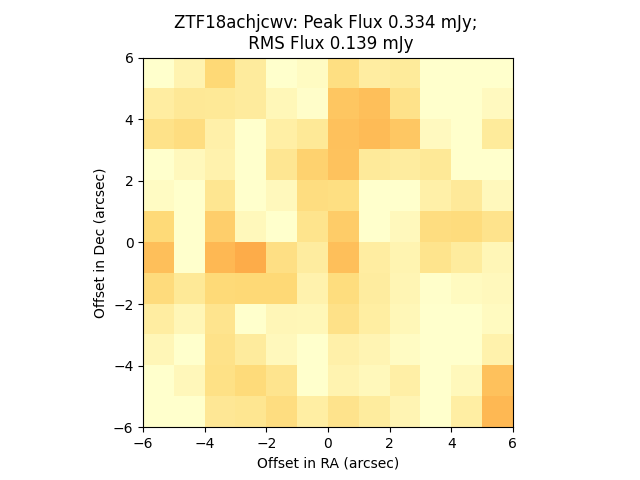 ZTF18achjcwv: Peak Flux 0.334 mJy;
RMS Flux 0.139 mJy
6
4
2
0
−2
−4
−6
Offset in Dec (arcsec)
−6 −4 −2 0 2 4 6
Offset in RA (arcsec)